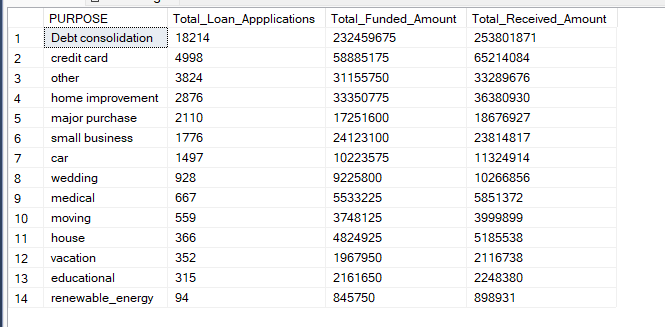 PURPOSE Total_Loan_Appplications Total_Funded_Amount Total_Received_Amount
1 Debt consolidation 18214 232459675 253801871
2 credit card 4998 58885175 65214084
3 other 3824 31155750 33289676
4 home improvement 2876 33350775 36380930
5 major purchase 2110 17251600 18676927
6 small business 1776 24123100 23814817
7 car 1497 10223575 11324914
8 wedding 928 9225800 10266856
9 medical 667 5533225 5851372
10 moving 559 3748125 3999899
11 house 366 4824925 5185538
12 vacation 352 1967950 2116738
13 educational 315 2161650 2248380
14 renewable_energy 94 845750 898931